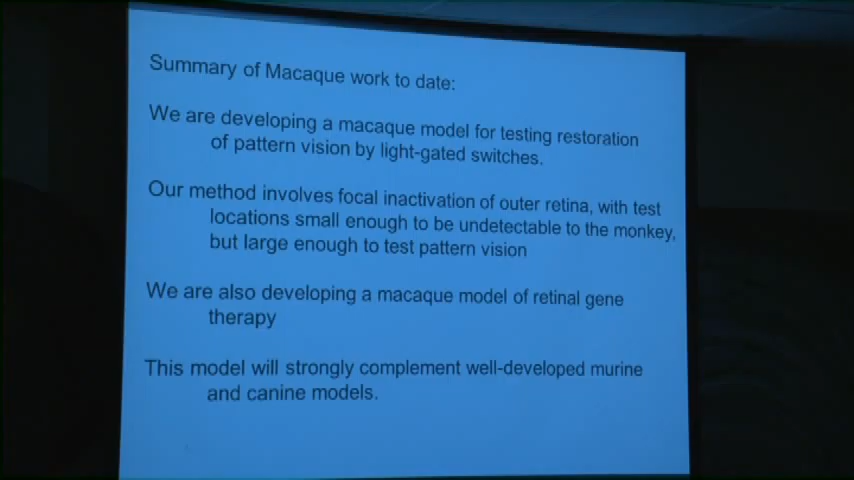 Summary of Macaque work to date:
We are developing a macaque model for testing restoration
of pattern vision by light-gated switches.
Our method involves focal inactivation of outer retina, with test
locations small enough to be undetectable to the monkey,
but large enough to test pattern vision
We are also developing a macaque model of retinal gene
therapy
This model will strongly complement well-developed murine
and canine models.